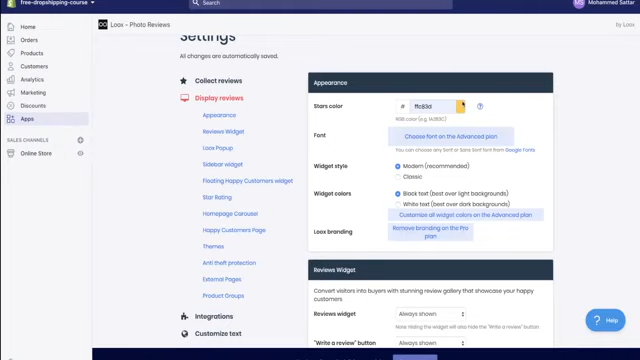 free-dropshipping-course
Search
MS
Mohammed Sattar
Home
Orders
Products
Customers
Analytics
Marketing
Discounts
Apps
SALES CHANNELS
Online Store
Loox - Photo Reviews
by Loox
Settings
All changes are automatically saved.
Collect reviews
Display reviews
Appearance
Reviews Widget
Loox Popup
Sidebar widget
Floating Happy Customers widget
Star Rating
Homepage Carousel
Happy Customers Page
Themes
Anti theft protection
External Pages
Product Groups
Integrations
Customize text
Appearance
Stars color
# ffc83d
?
RGB color (e.g. 1A2B3C)
Font
Choose font on the Advanced plan
You can choose any Serif or Sans Serif font from Google Fonts
Widget style
Modern (recommended)
Classic
Widget colors
Black text (best over light backgrounds)
White text (best over dark backgrounds)
Customize all widget colors on the Advanced plan
Loox branding
Remove branding on the Pro
plan
Reviews Widget
Convert visitors into buyers with stunning review gallery that showcase your happy
customers
Reviews widget
Always shown
Note: Hiding the widget will also hide the "Write a review" button
"Write a review" button
Always shown
? Help